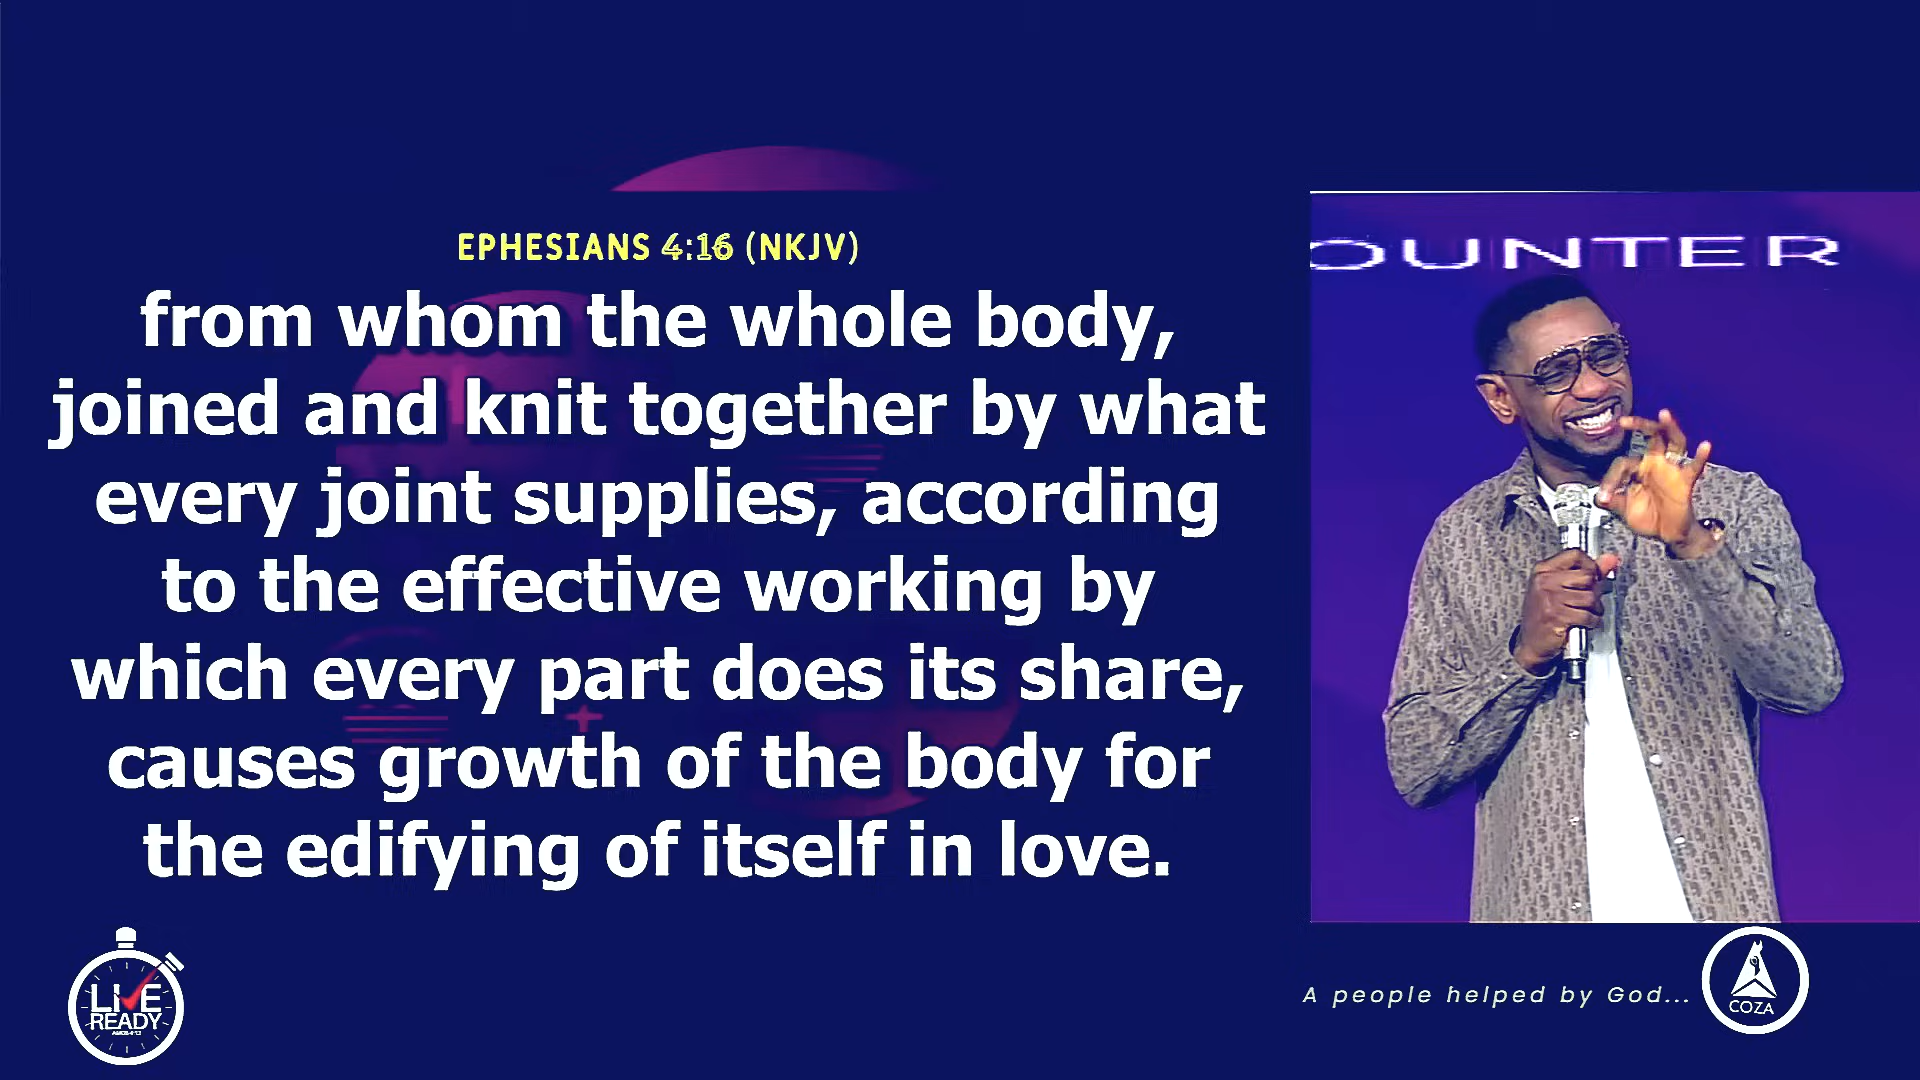 EPHESIANS 4:16 (NKJV)
from whom the whole body,
joined and knit together by what
every joint supplies, according
to the effective working by
which every part does its share,
causes growth of the body for
the edifying of itself in love.
OUNTER
LIVE
READY
A people helped by God...
COZA